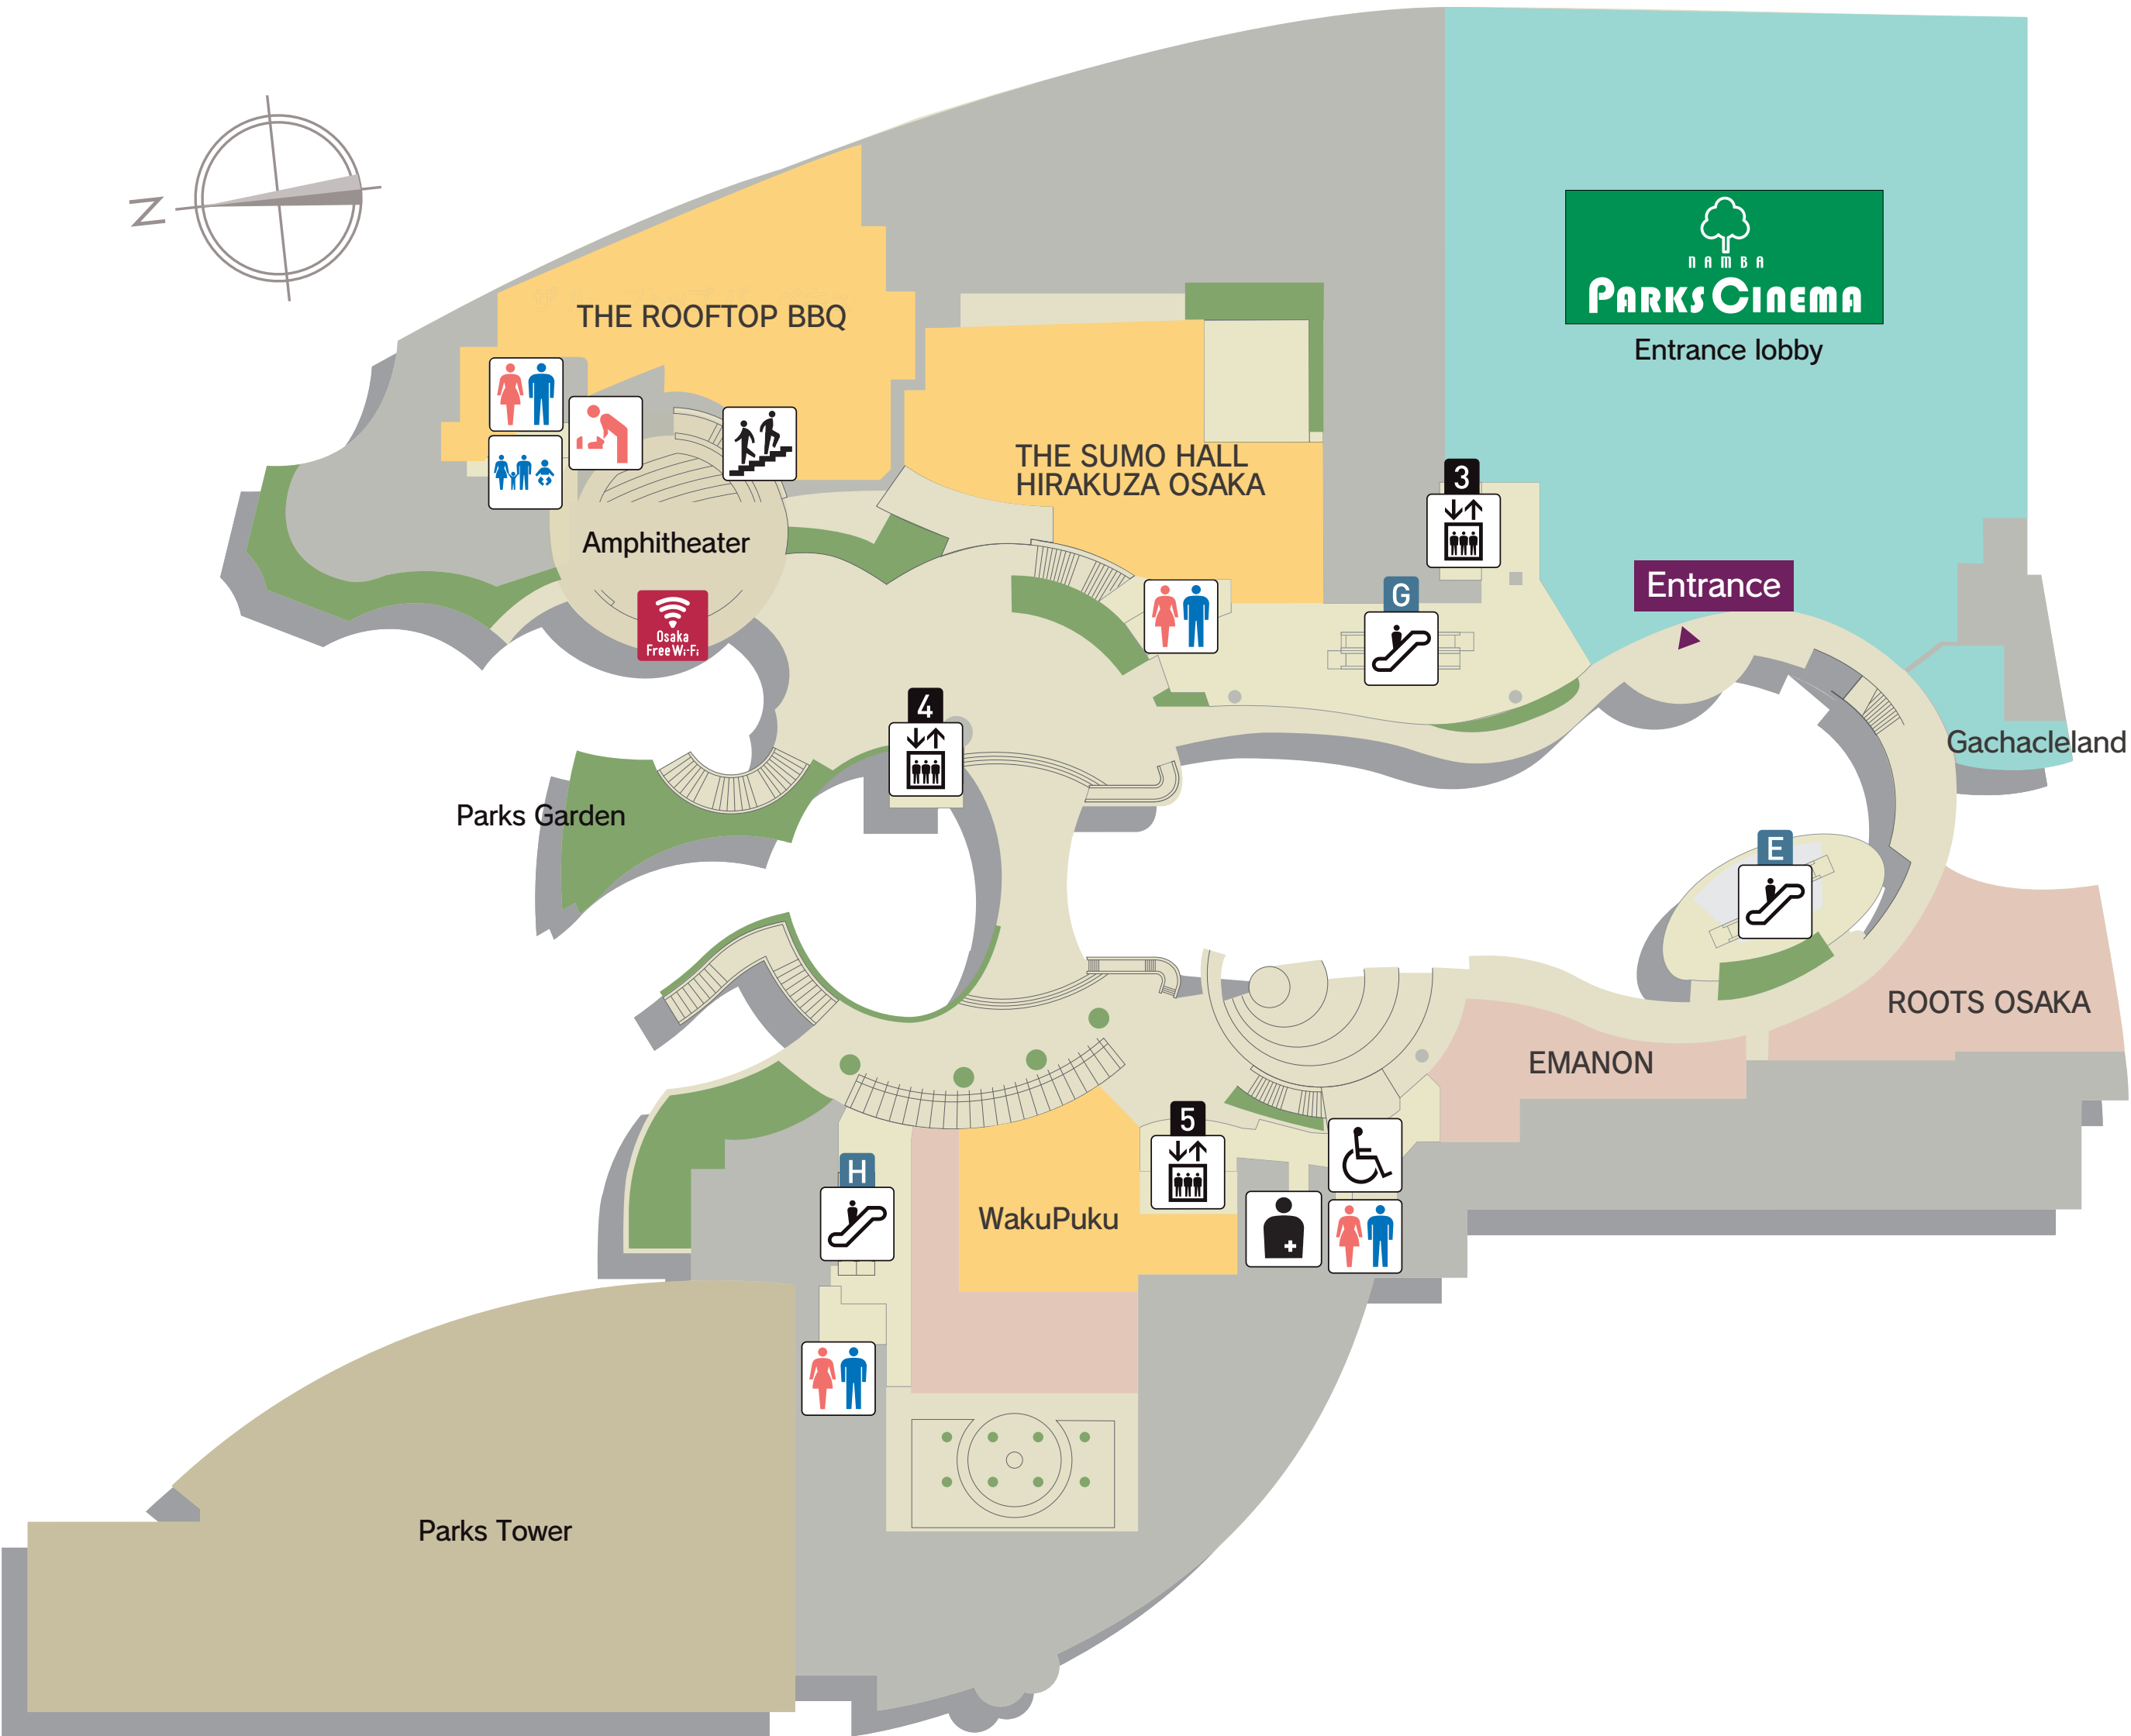 N
NAMBA
PARKS CINEMA
Entrance lobby
THE ROOFTOP BBQ
THE SUMO HALL
HIRAKUZA OSAKA
3
Amphitheater
Entrance
G
Osaka
Free Wi-Fi
4
Gachacleland
Parks Garden
E
ROOTS OSAKA
EMANON
5
H
WakuPuku
Parks Tower